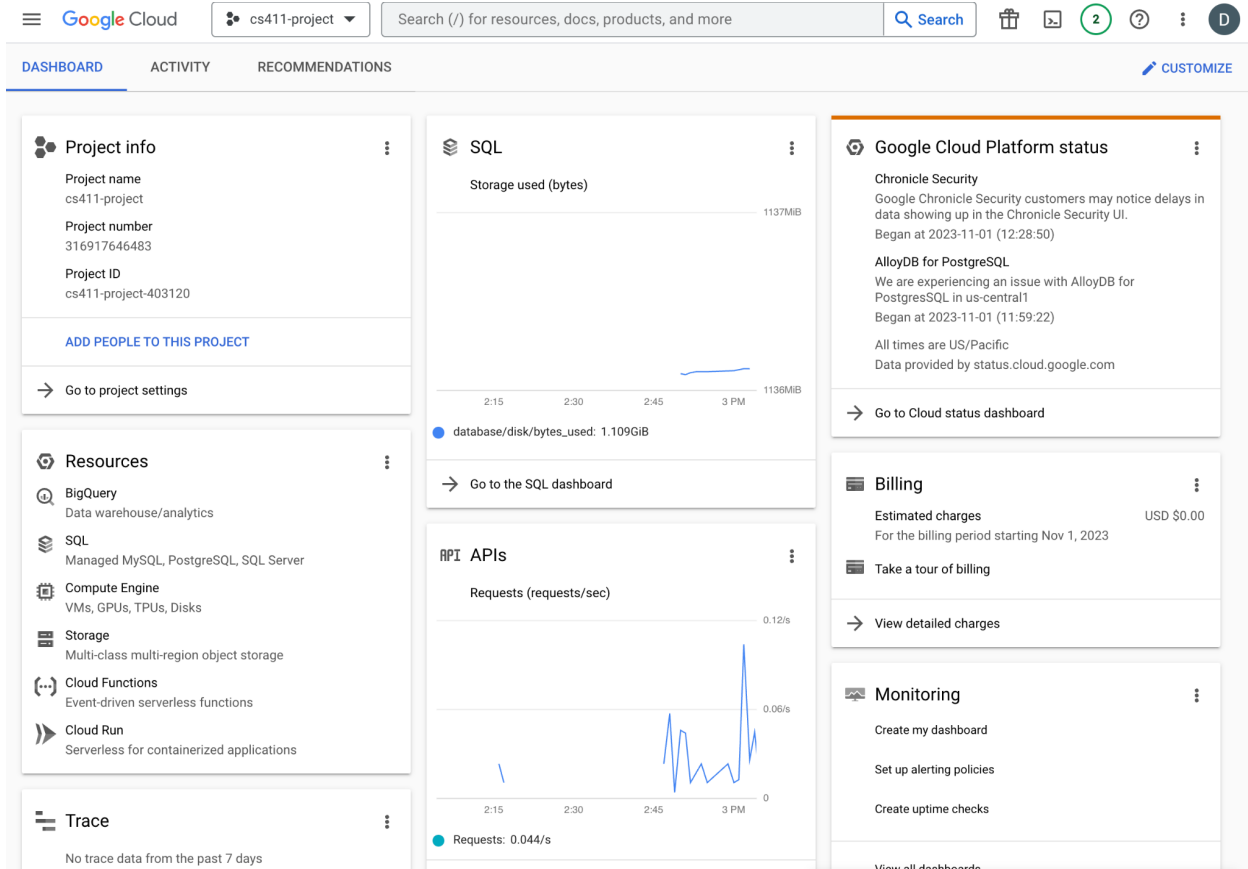 Google Cloud
cs411-project
Search (/) for resources, docs, products, and more
Search
2
D
DASHBOARD
ACTIVITY
RECOMMENDATIONS
CUSTOMIZE
Project info
Project name
cs411-project
Project number
316917646483
Project ID
cs411-project-403120
ADD PEOPLE TO THIS PROJECT
Go to project settings
Resources
BigQuery
Data warehouse/analytics
SQL
Managed MySQL, PostgreSQL, SQL Server
Compute Engine
VMs, GPUs, TPUs, Disks
Storage
Multi-class multi-region object storage
Cloud Functions
Event-driven serverless functions
Cloud Run
Serverless for containerized applications
Trace
No trace data from the past 7 days
SQL
Storage used (bytes)
1137MiB
1136MiB
2:15 2:30 2:45 3 PM
database/disk/bytes_used: 1.109GiB
Go to the SQL dashboard
API APIs
Requests (requests/sec)
0.12/s
0.06/s
0
2:15 2:30 2:45 3 PM
Requests: 0.044/s
Google Cloud Platform status
Chronicle Security
Google Chronicle Security customers may notice delays in
data showing up in the Chronicle Security UI.
Began at 2023-11-01 (12:28:50)
AlloyDB for PostgreSQL
We are experiencing an issue with AlloyDB for
PostgresSQL in us-central1
Began at 2023-11-01 (11:59:22)
All times are US/Pacific
Data provided by status.cloud.google.com
Go to Cloud status dashboard
Billing
Estimated charges USD $0.00
For the billing period starting Nov 1, 2023
Take a tour of billing
View detailed charges
Monitoring
Create my dashboard
Set up alerting policies
Create uptime checks
View all dashboards